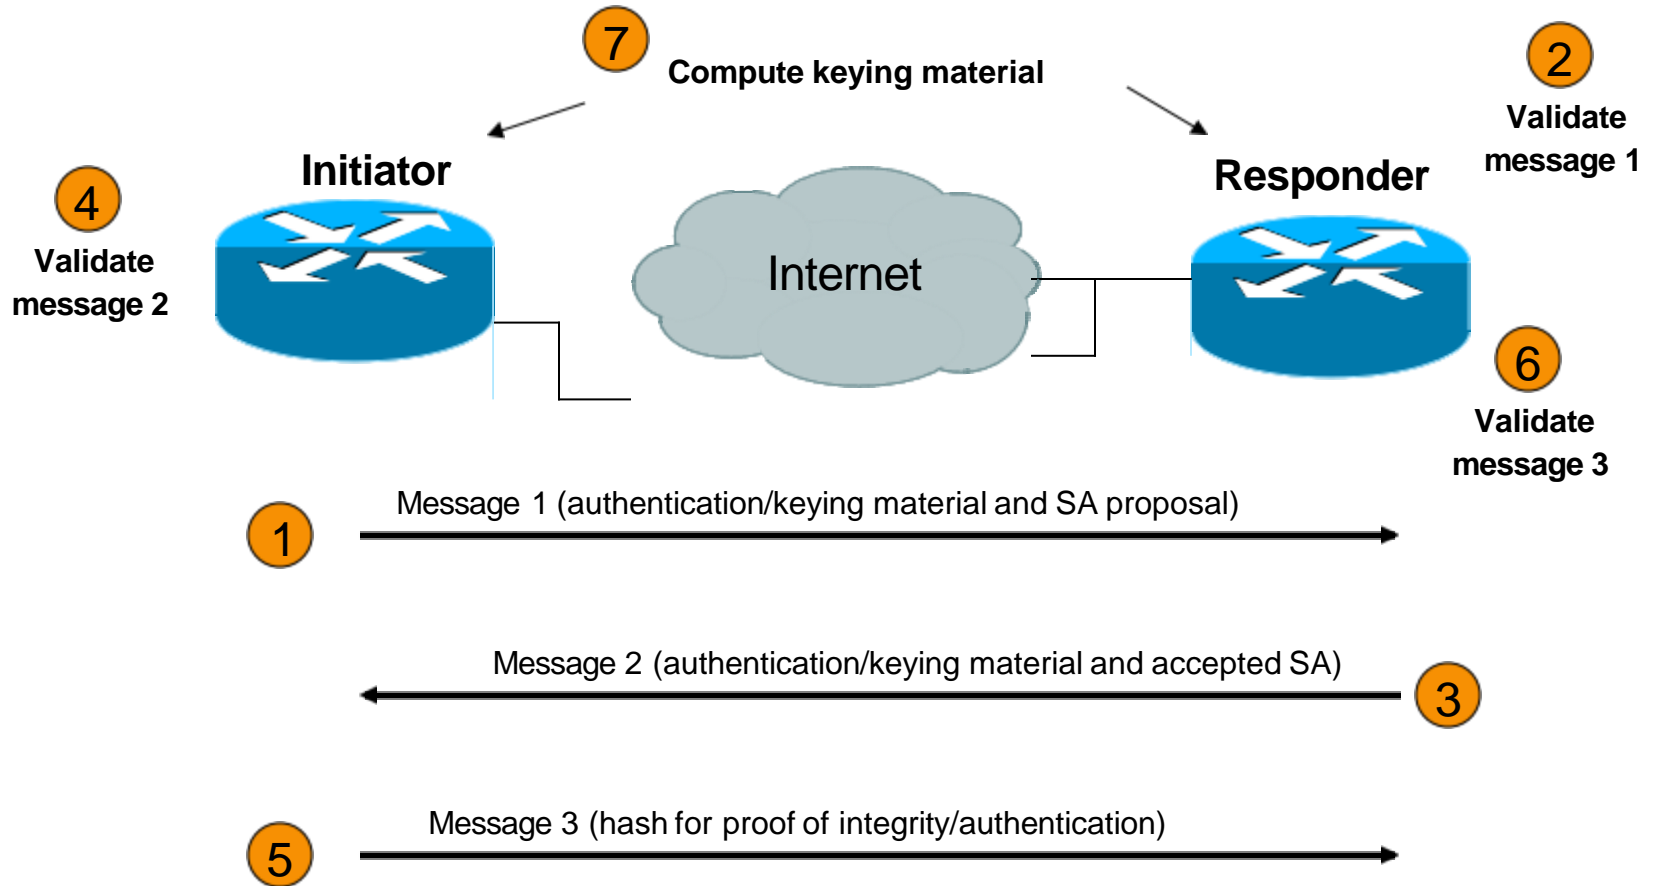 7
Compute keying material
2
Validate
message 1
Initiator
Responder
4
Validate
message 2
Internet
6
Validate
message 3
Message 1 (authentication/keying material and SA proposal)
1
Message 2 (authentication/keying material and accepted SA)
3
Message 3 (hash for proof of integrity/authentication)
5